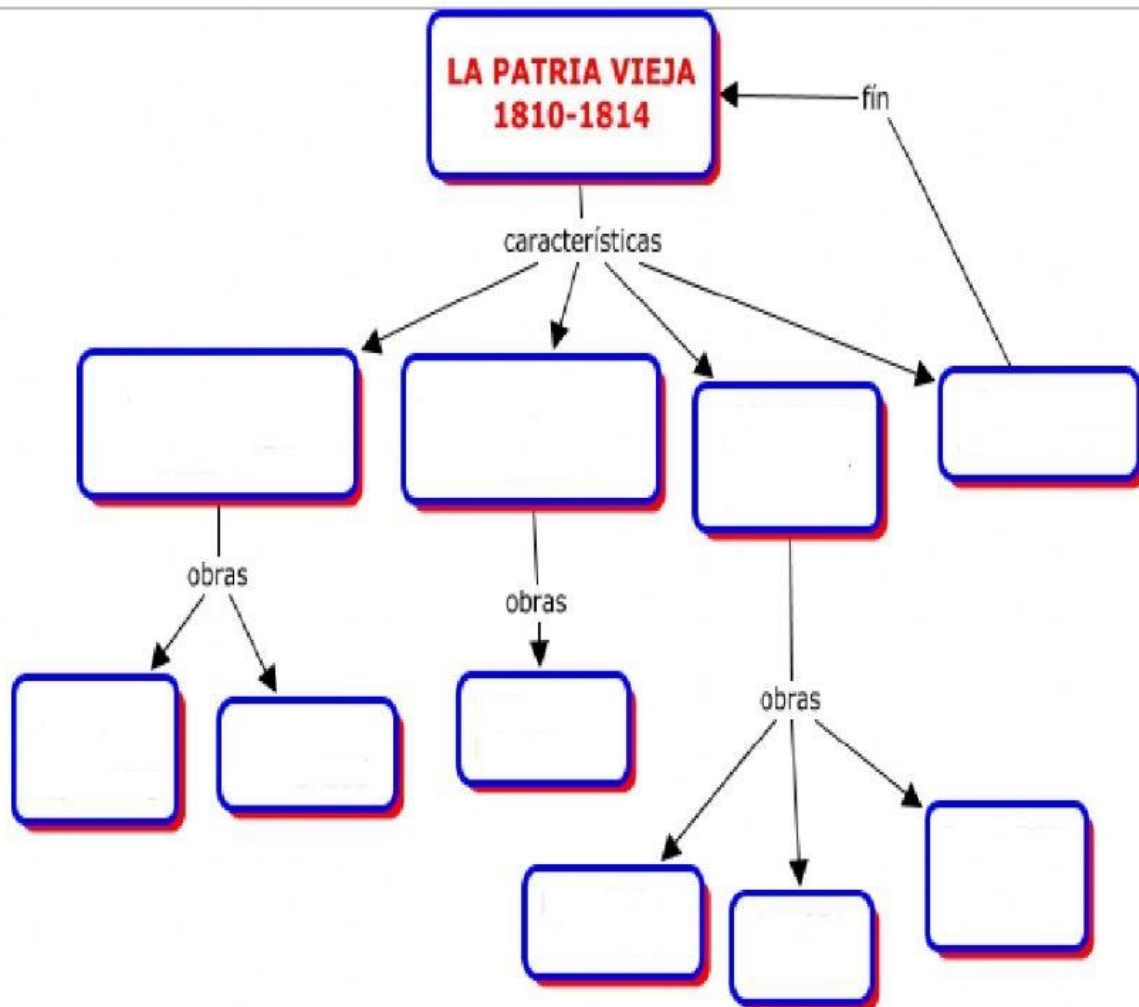 LA PATRIA VIEJA
1810-1814
fín
características
obras
obras
obras